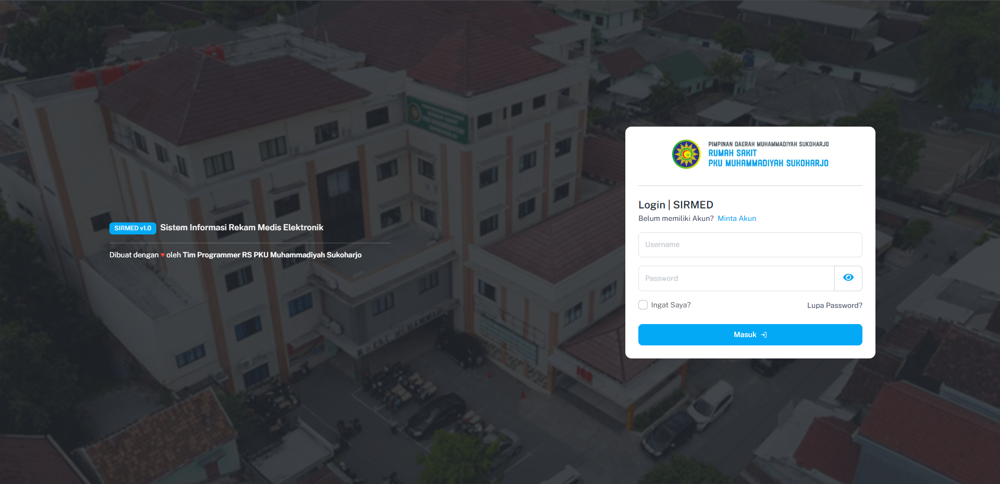 SIRMED v1.0 Sistem Informasi Rekam Medis Elektronik
Dibuat dengan ♥ oleh Tim Programmer RS PKU Muhammadiyah Sukoharjo
PIMPINAN DAERAH MUHAMMADIYAH SUKOHARJO
RUMAH SAKIT
PKU MUHAMMADIYAH SUKOHARJO
Login | SIRMED
Belum memiliki Akun? Minta Akun
Username
Password
Ingat Saya? Lupa Password?
Masuk
IGD